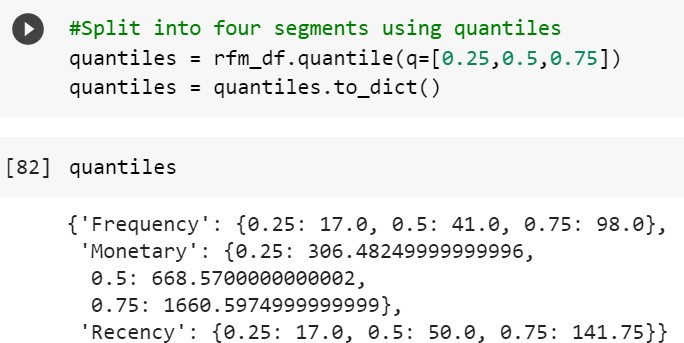 #Split into four segments using quantiles
quantiles = rfm_df.quantile(q=[0.25,0.5,0.75])
quantiles = quantiles.to_dict()
[82] quantiles
{'Frequency': {0.25: 17.0, 0.5: 41.0, 0.75: 98.0},
'Monetary': {0.25: 306.48249999999996,
0.5: 668.5700000000002,
0.75: 1660.5974999999999},
'Recency': {0.25: 17.0, 0.5: 50.0, 0.75: 141.75}}